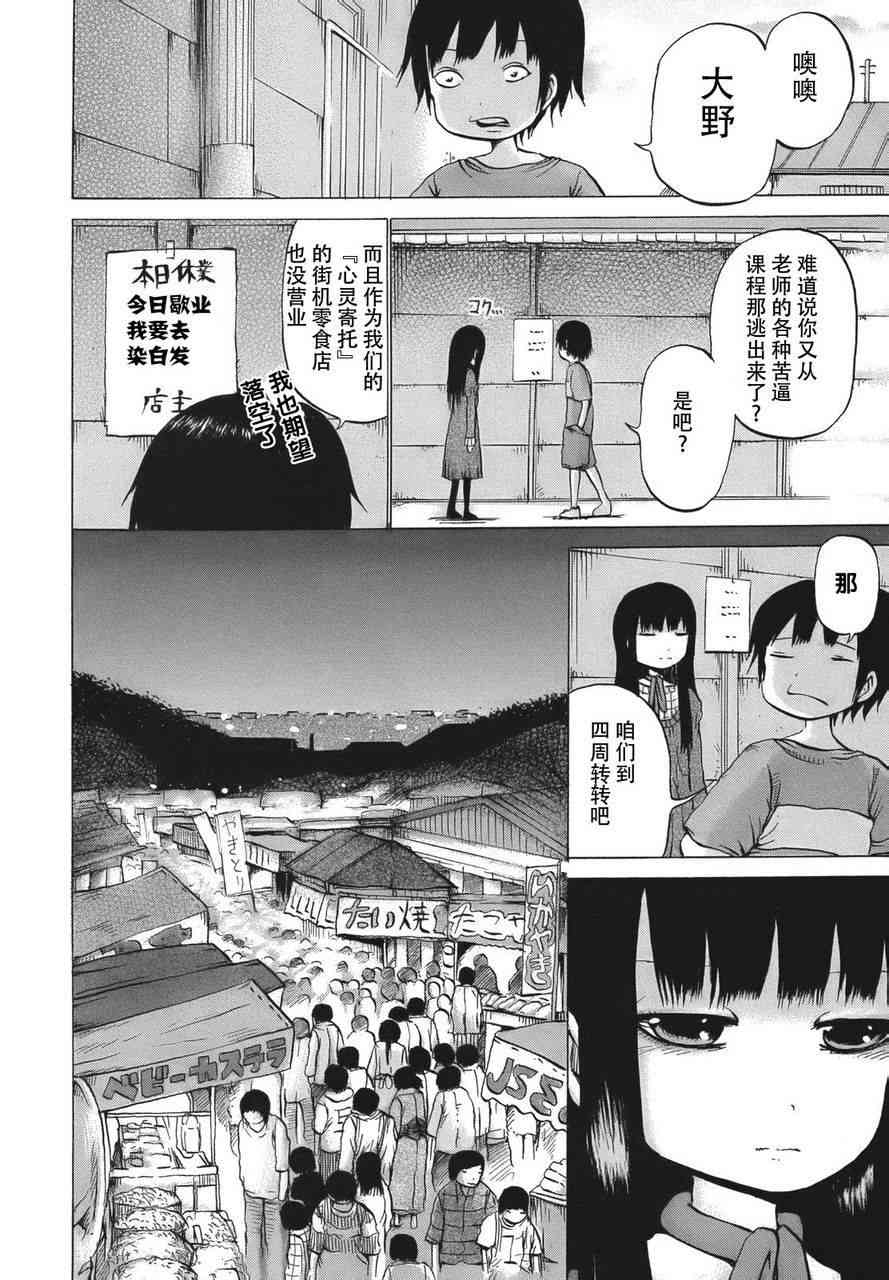 噢噢
大野
难道说你又从
老师的各种苦逼
课程那逃出来了？
是吧？
コク…
而且作为我们的
『心灵寄托』
的街机零食店
也没营业
我也期望
落空了
本日休業
今日歇业
我要去
染白发
店主
那
咱们到
四周转转吧
やきとり
たい焼
たこや
いかやき
ベビーカステラ